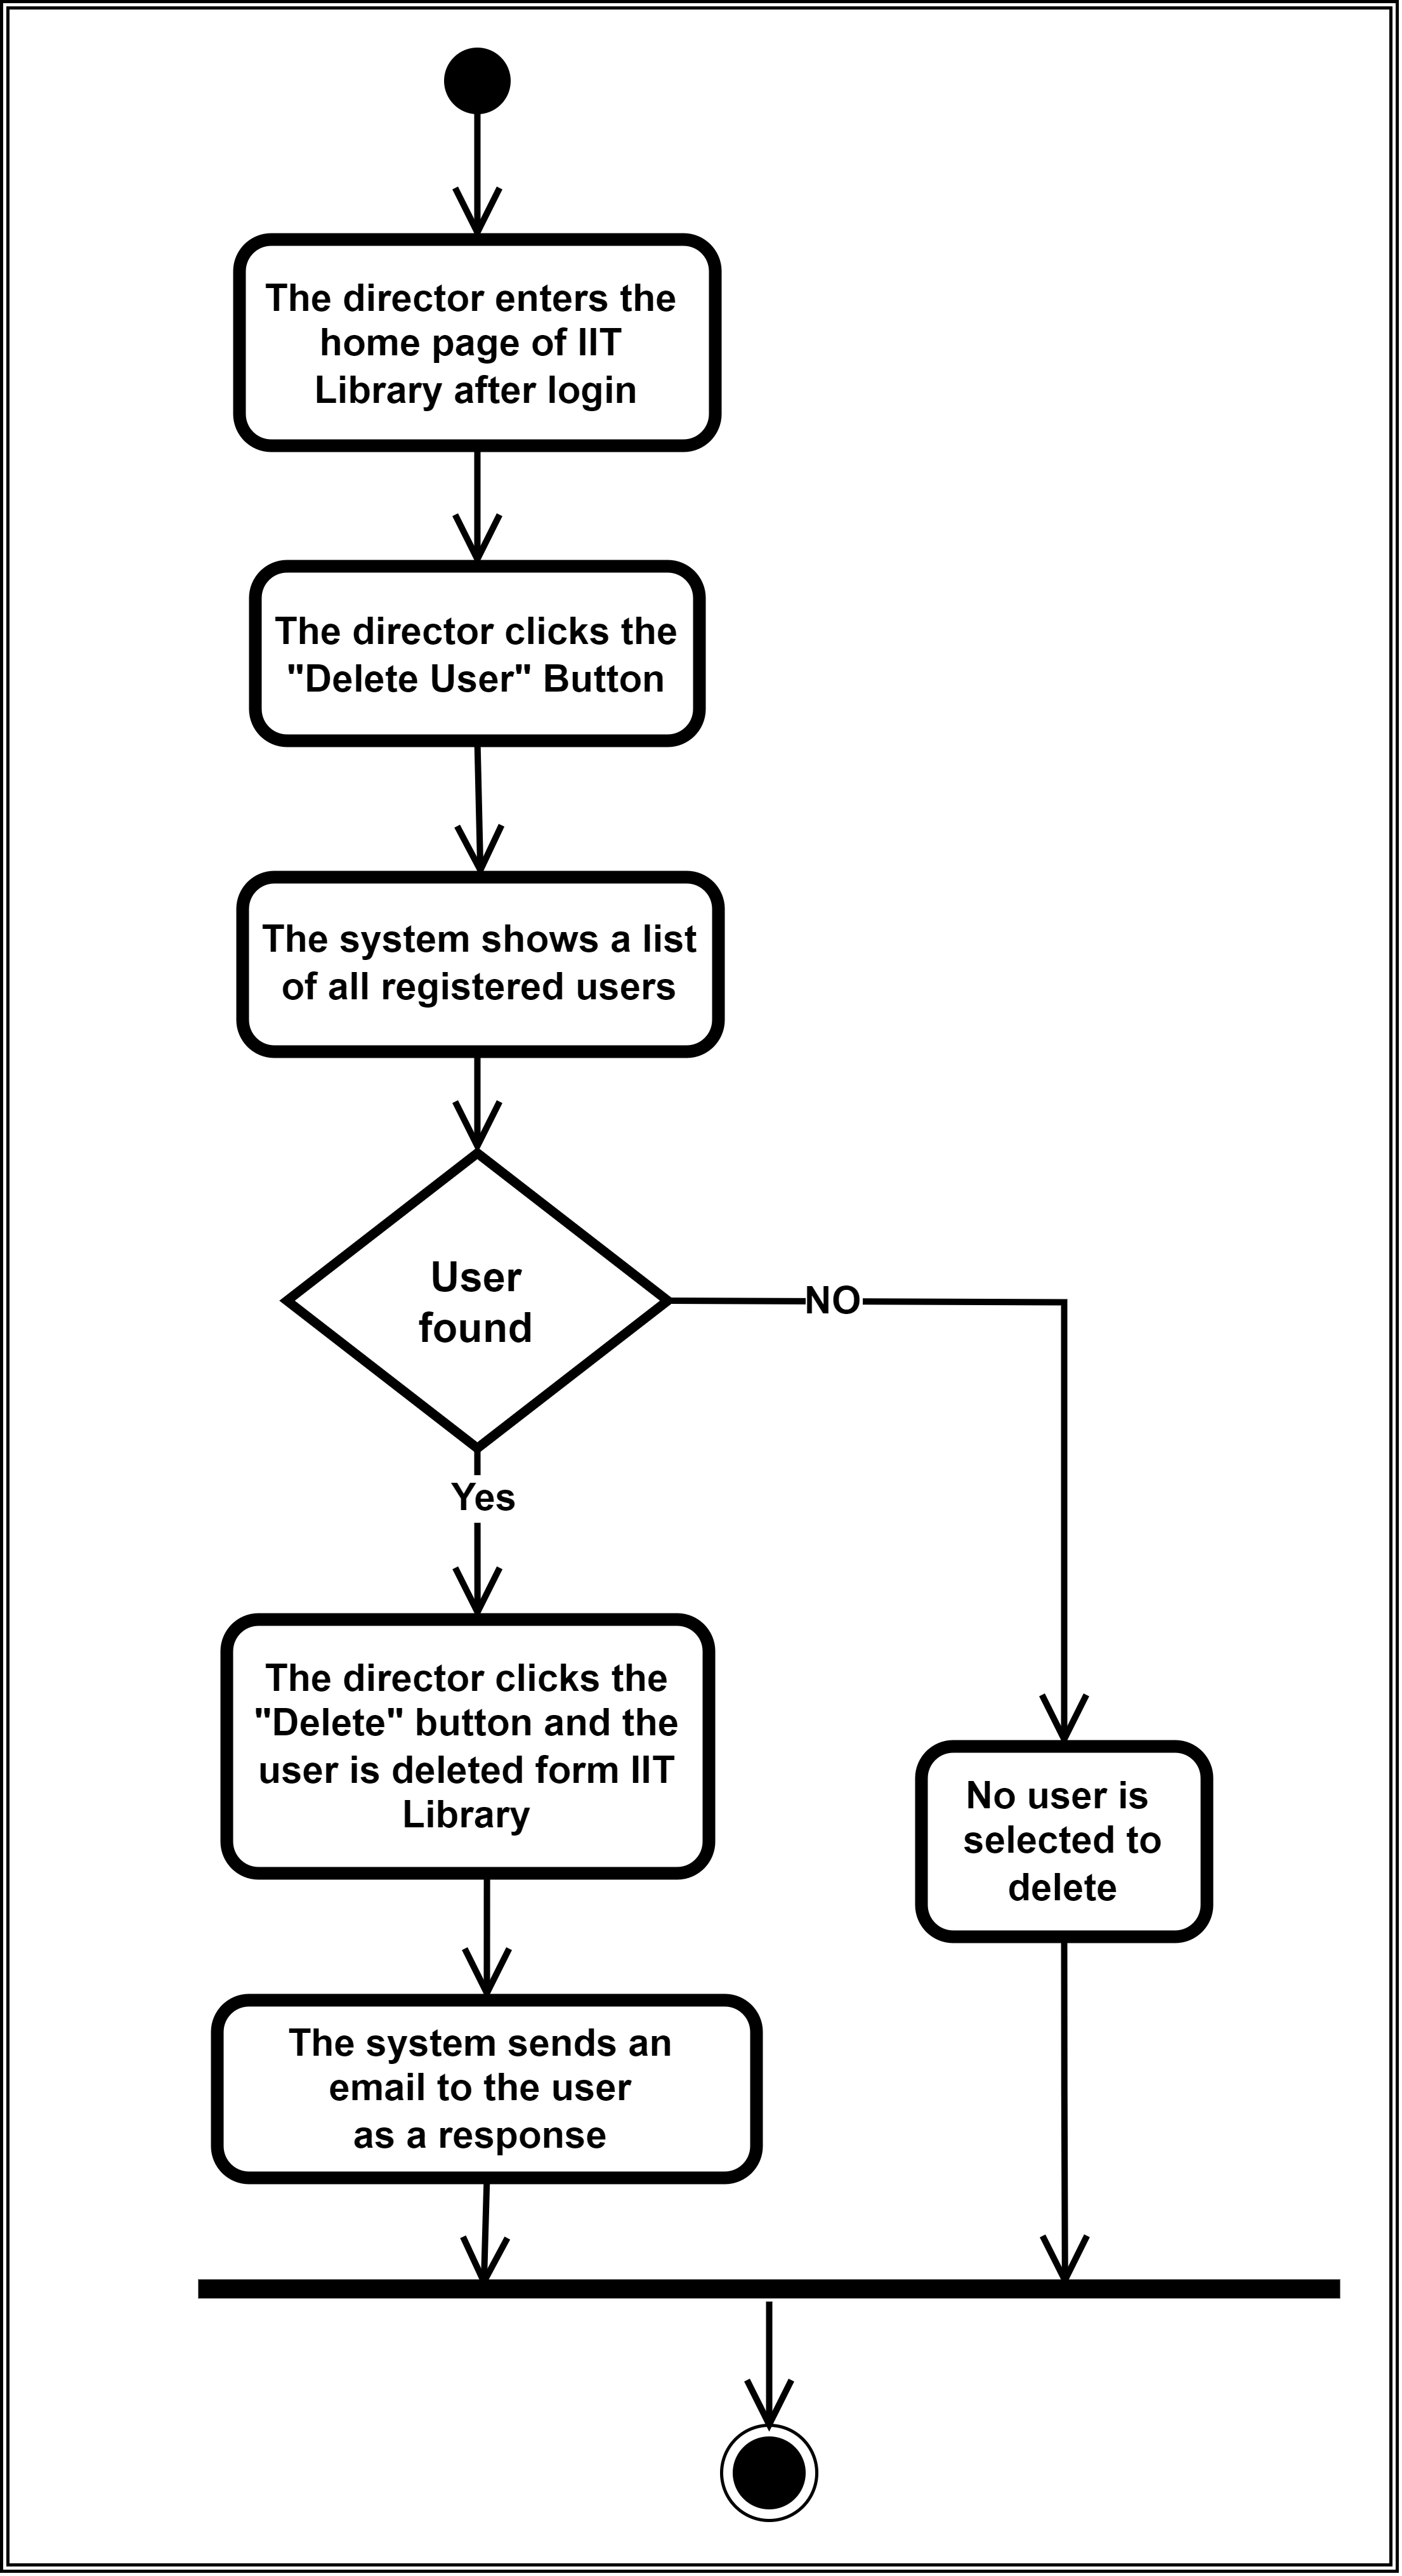 The director enters the
home page of IIT
Library after login
The director clicks the
"Delete User" Button
The system shows a list
of all registered users
User
found
NO
Yes
The director clicks the
"Delete" button and the
user is deleted form IIT
Library
No user is
selected to
delete
The system sends an
email to the user
as a response